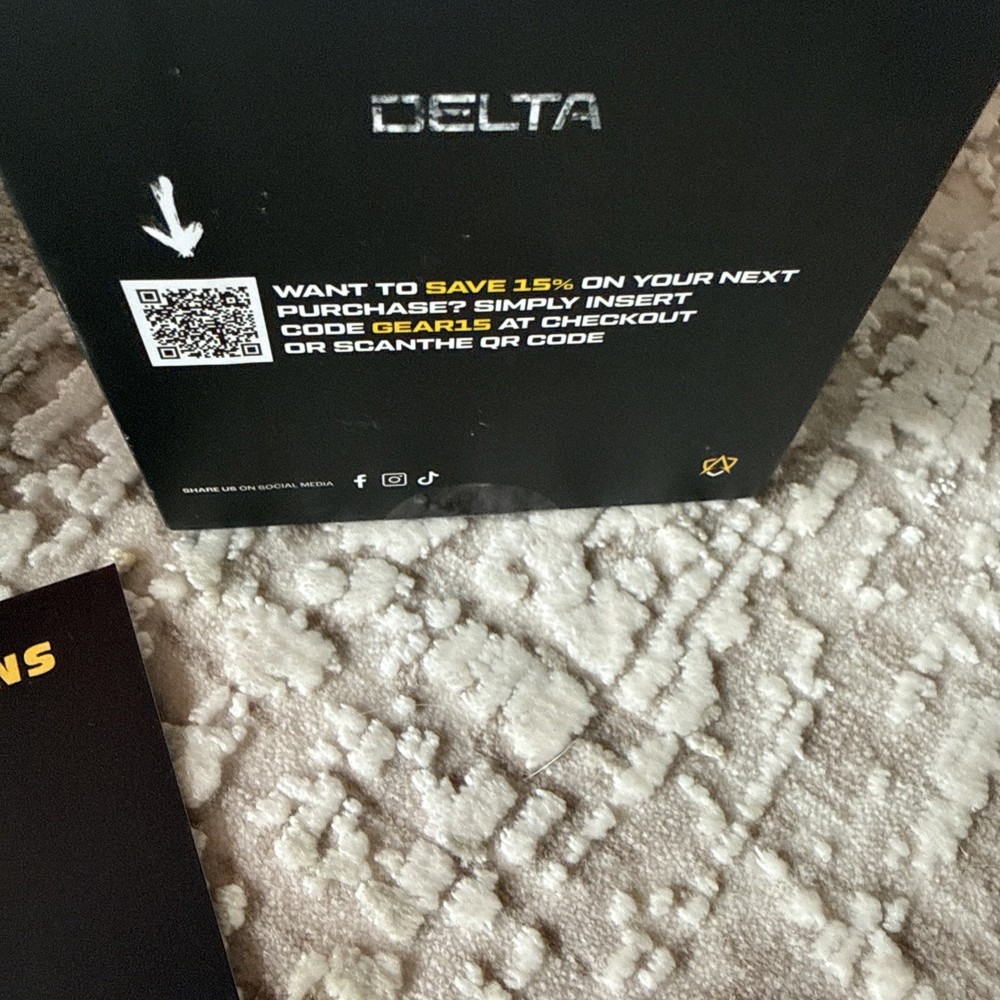 DELTA
WANT TO SAVE 15% ON YOUR NEXT
PURCHASE? SIMPLY INSERT
CODE GEAR15 AT CHECKOUT
OR SCANTHE QR CODE
SHARE US ON SOCIAL MEDIA
NS